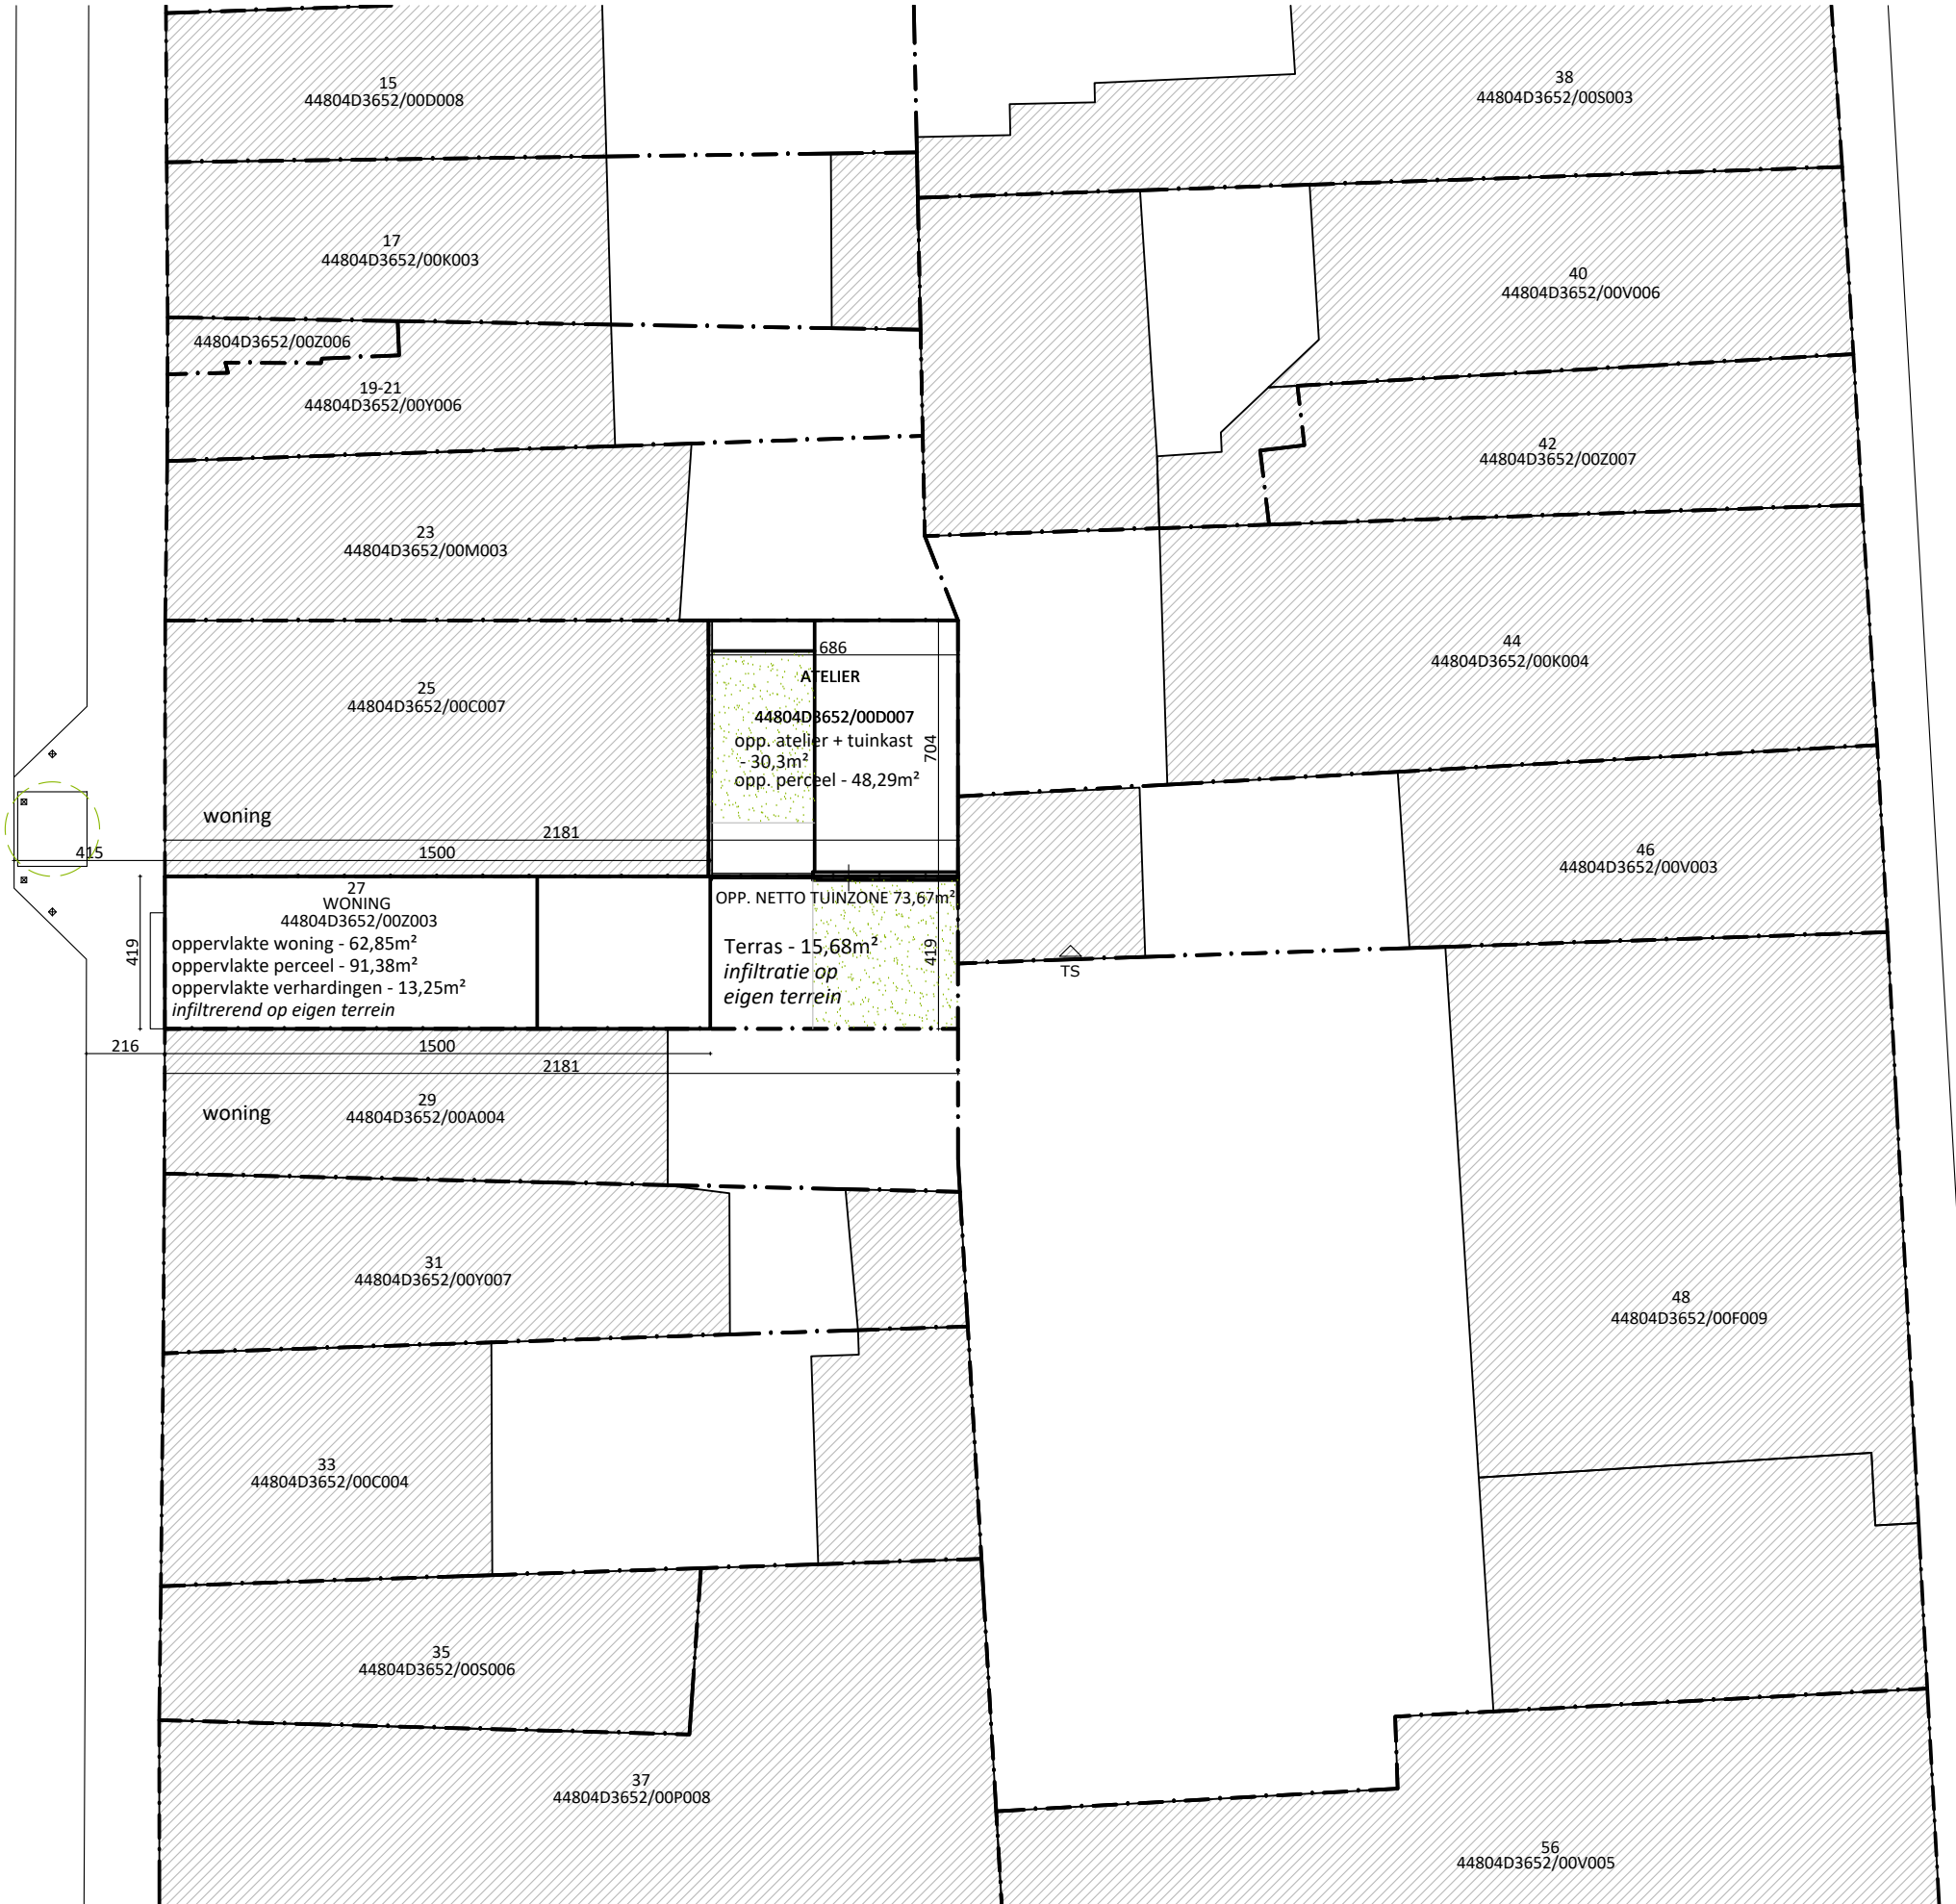 15
44804D3652/00D008
38
44804D3652/00S003
17
44804D3652/00K003
40
44804D3652/00V006
44804D3652/00Z006
19-21
44804D3652/00Y006
42
44804D3652/00Z007
23
44804D3652/00M003
44
44804D3652/00K004
686
ATELIER
25
44804D3652/00C007
44804D3652/00D007
opp. atelier + tuinkast
- 30,3m²
opp. perceel - 48,29m²
704
woning
2181
415
1500
46
44804D3652/00V003
27
WONING
44804D3652/00Z003
oppervlakte woning - 62,85m²
oppervlakte perceel - 91,38m²
oppervlakte verhardingen - 13,25m²
infiltrerend op eigen terrein
419
OPP. NETTO TUINZONE 73,67m²
Terras - 15,68m²
infiltratie op
eigen terrein
419
TS
216
1500
2181
woning
29
44804D3652/00A004
31
44804D3652/00Y007
48
44804D3652/00F009
33
44804D3652/00C004
35
44804D3652/00S006
37
44804D3652/00P008
56
44804D3652/00V005